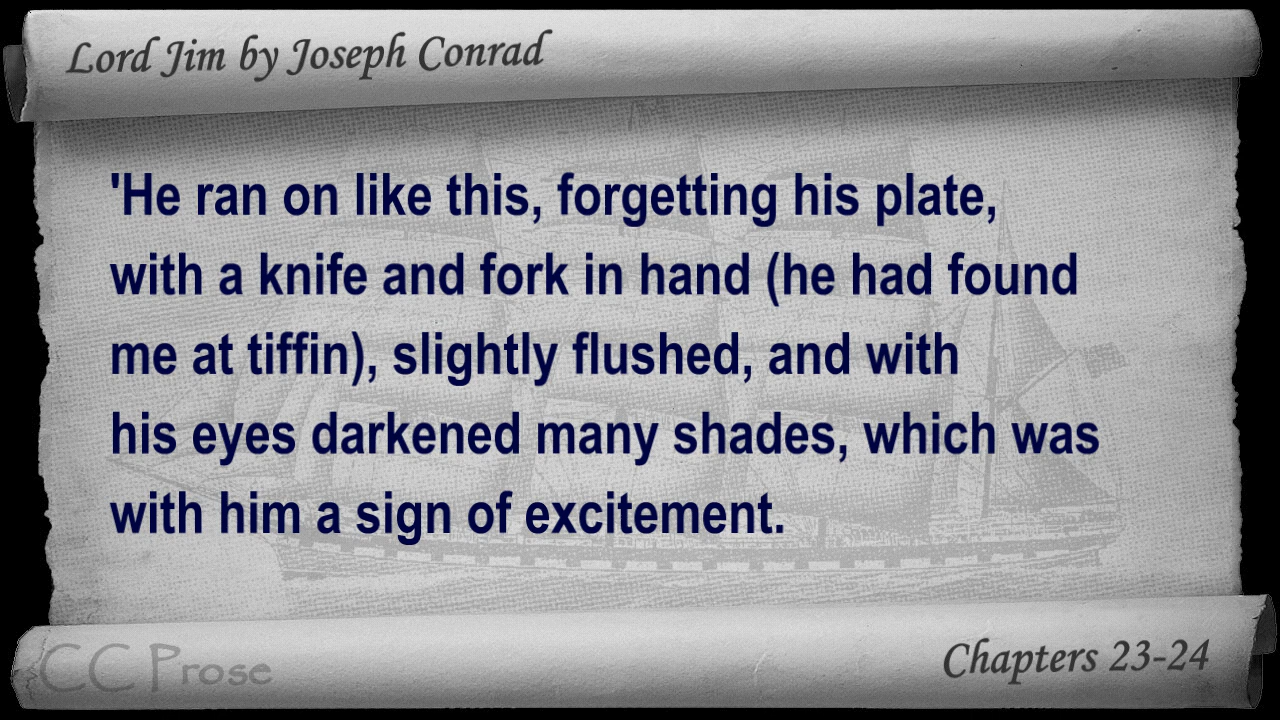 Lord Jim by Joseph Conrad
'He ran on like this, forgetting his plate,
with a knife and fork in hand (he had found
me at tiffin), slightly flushed, and with
his eyes darkened many shades, which was
with him a sign of excitement.
CC Prose
Chapters 23-24